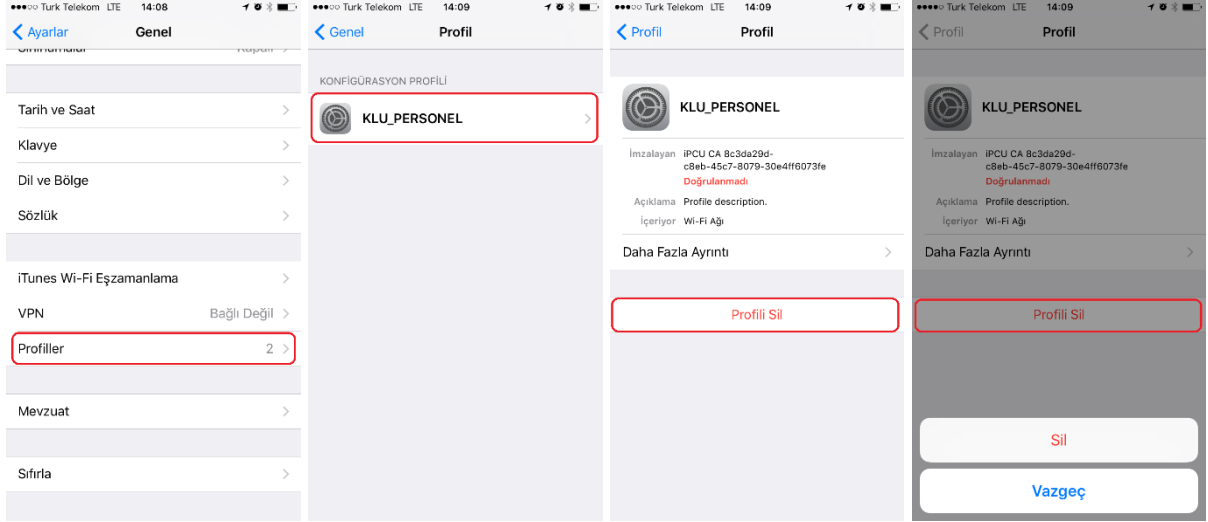 Turk Telekom LTE 14:08
Ayarlar Genel
Tarih ve Saat
Klavye
Dil ve Bölge
Sözlük
iTunes Wi-Fi Eşzamanlama
VPN Bağlı Değil
Profiller 2
Mevzuat
Sıfırla
Turk Telekom LTE 14:09
Genel Profil
KONFİGÜRASYON PROFİLİ
KLU_PERSONEL
Turk Telekom LTE 14:09
Profil Profil
KLU_PERSONEL
İmzalayan iPCU CA 8c3da29d-
c8eb-45c7-8079-30e4ff6073fe
Doğrulanmadı
Açıklama Profile description.
İçeriyor Wi-Fi Ağı
Daha Fazla Ayrıntı
Profili Sil
Turk Telekom LTE 14:09
Profil Profil
KLU_PERSONEL
İmzalayan iPCU CA 8c3da29d-
c8eb-45c7-8079-30e4ff6073fe
Doğrulanmadı
Açıklama Profile description.
İçeriyor Wi-Fi Ağı
Daha Fazla Ayrıntı
Profili Sil
Sil
Vazgeç